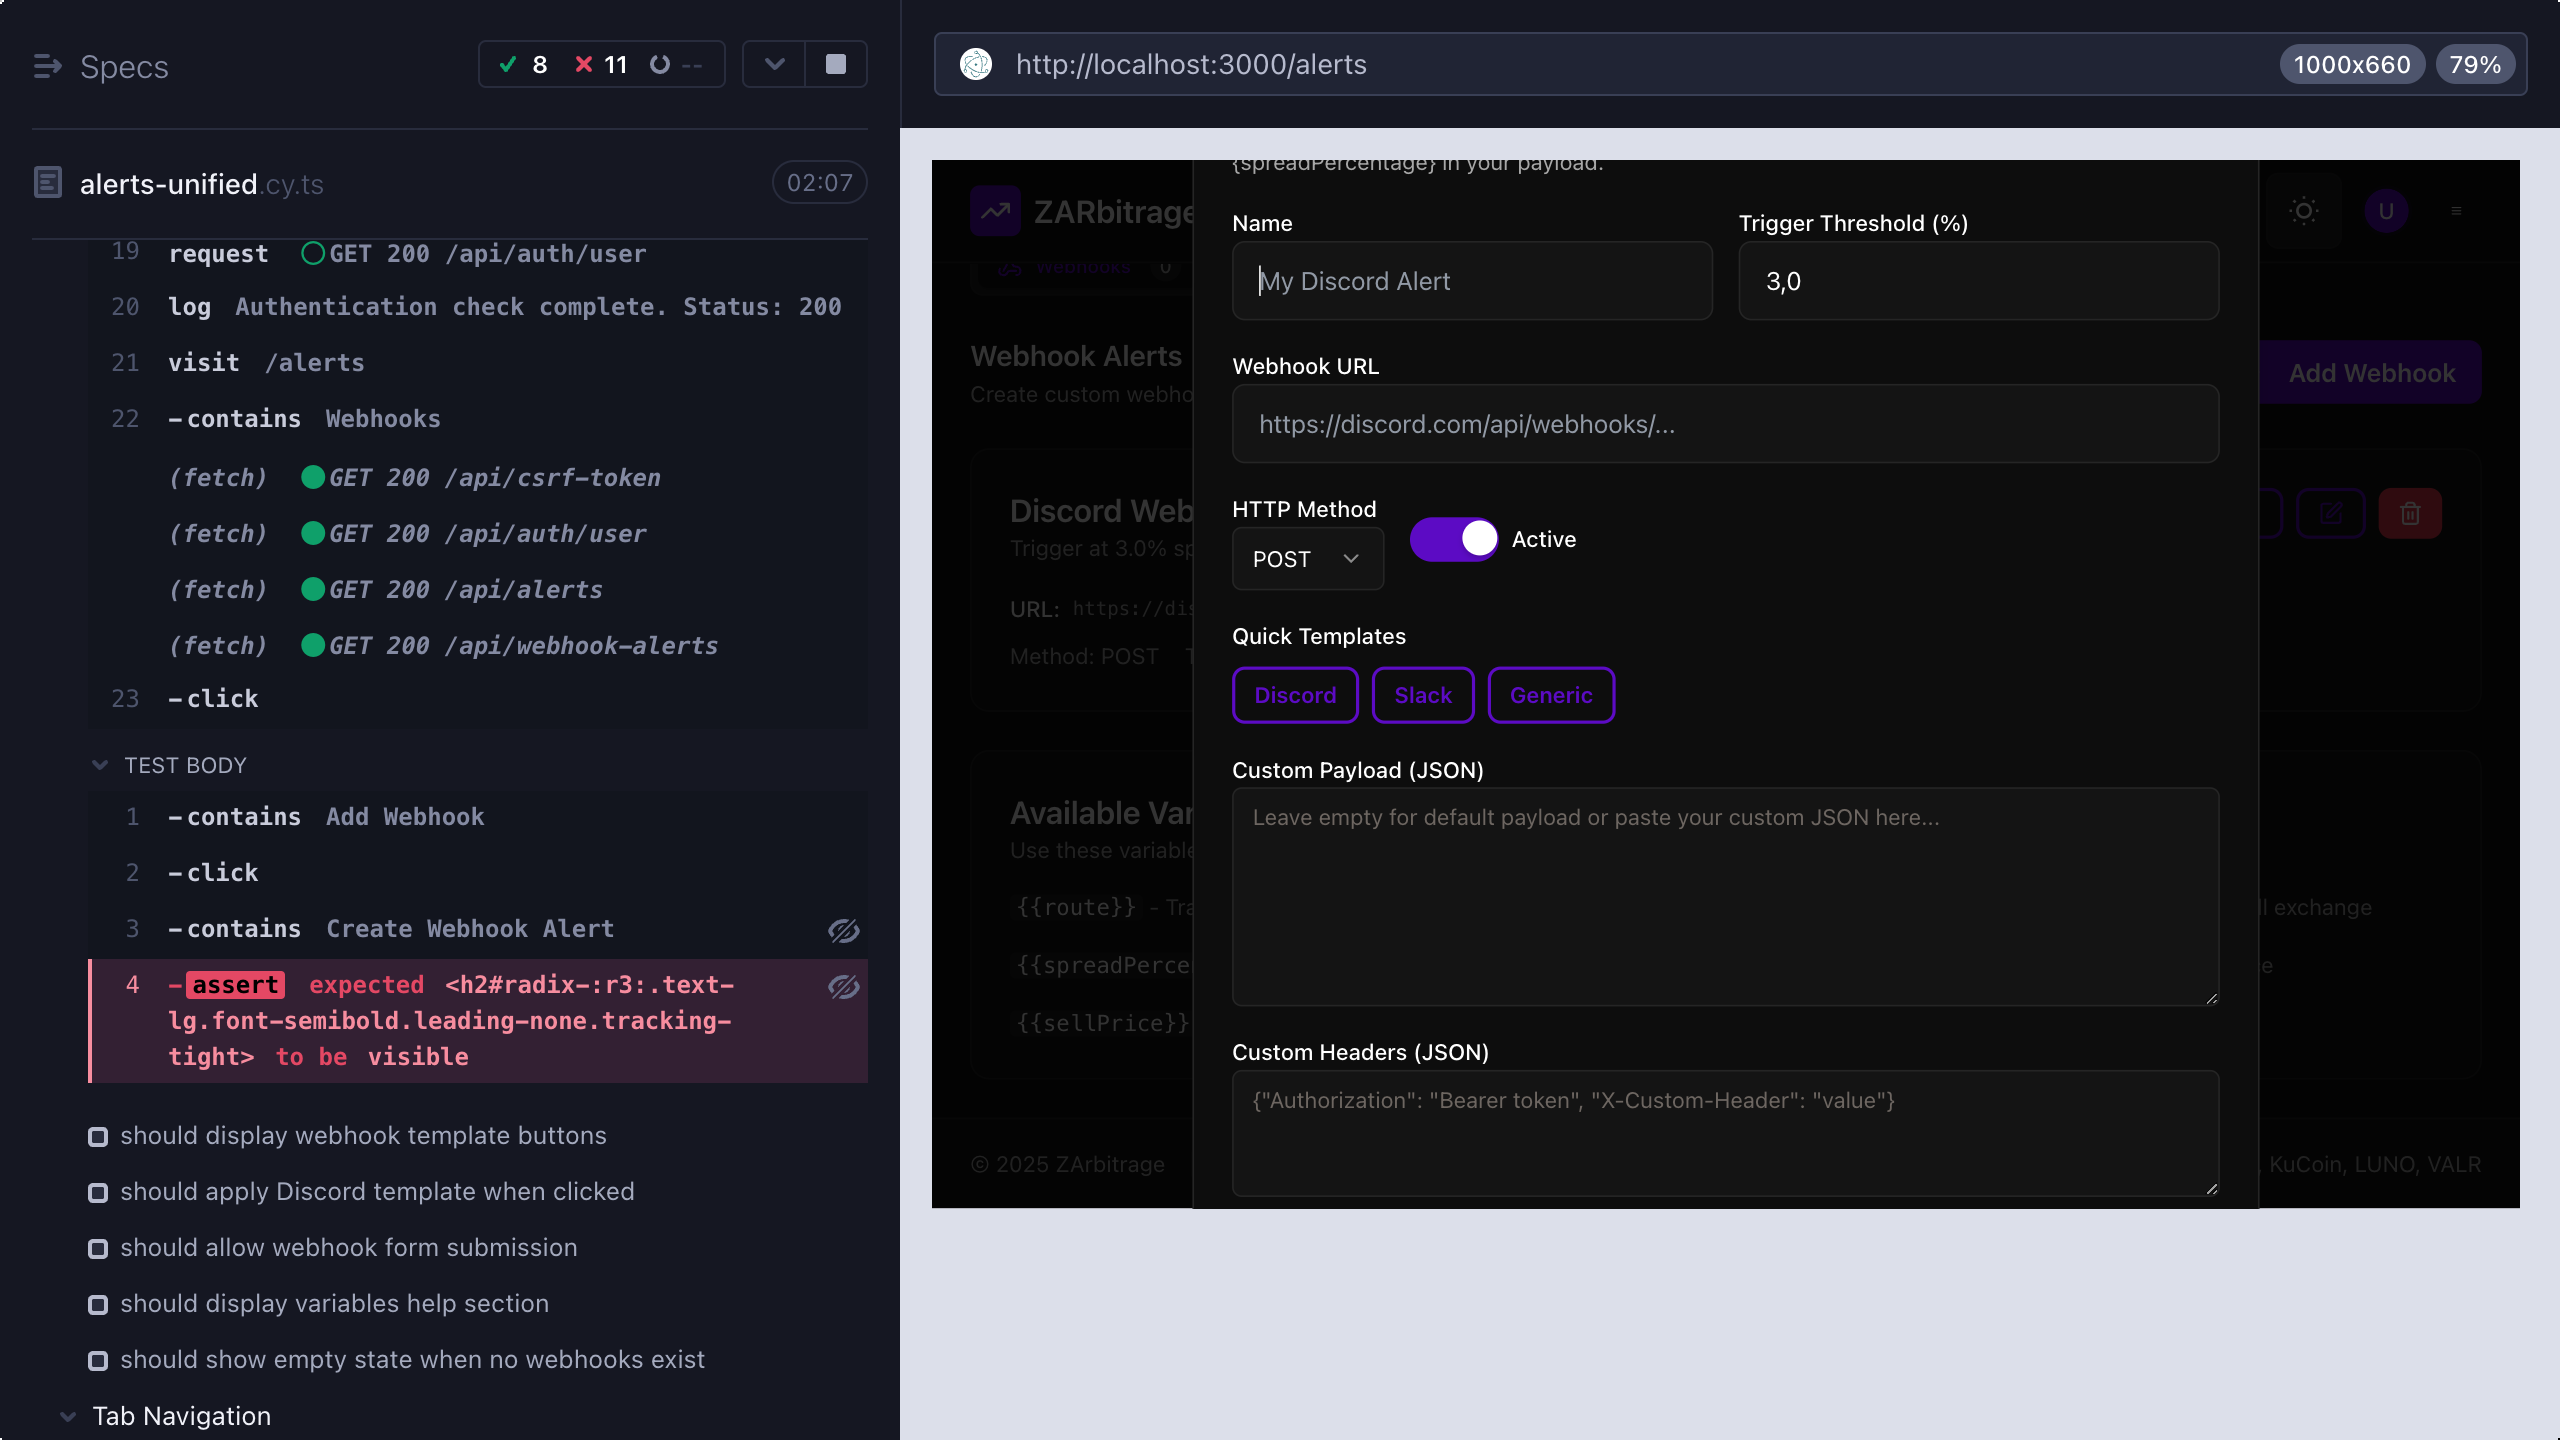 Specs
8 11 --
alerts-unified.cy.ts
02:07
19 request GET 200 /api/auth/user
20 log Authentication check complete. Status: 200
21 visit /alerts
22 -contains Webhooks
(fetch) GET 200 /api/csrf-token
(fetch) GET 200 /api/auth/user
(fetch) GET 200 /api/alerts
(fetch) GET 200 /api/webhook-alerts
23 -click
TEST BODY
1 -contains Add Webhook
2 -click
3 -contains Create Webhook Alert
4 -assert expected <h2#radix-:r3:.text-
lg.font-semibold.leading-none.tracking-
tight> to be visible
should display webhook template buttons
should apply Discord template when clicked
should allow webhook form submission
should display variables help section
should show empty state when no webhooks exist
Tab Navigation
http://localhost:3000/alerts
1000x660 79%
{spreadPercentage} in your payload.
ZARbitrage
U
Webhooks 0
Name
My Discord Alert
Trigger Threshold (%)
3,0
Webhook Alerts
Create custom webho
Add Webhook
Webhook URL
https://discord.com/api/webhooks/...
Discord Web
Trigger at 3.0% sp
URL: https://dis
Method: POST T
HTTP Method
POST
Active
Quick Templates
Discord Slack Generic
Custom Payload (JSON)
Leave empty for default payload or paste your custom JSON here...
Available Var
Use these variable
{{route}} - Tra
{{spreadPerce
{{sellPrice}}
ll exchange
e
Custom Headers (JSON)
{"Authorization": "Bearer token", "X-Custom-Header": "value"}
© 2025 ZArbitrage
, KuCoin, LUNO, VALR